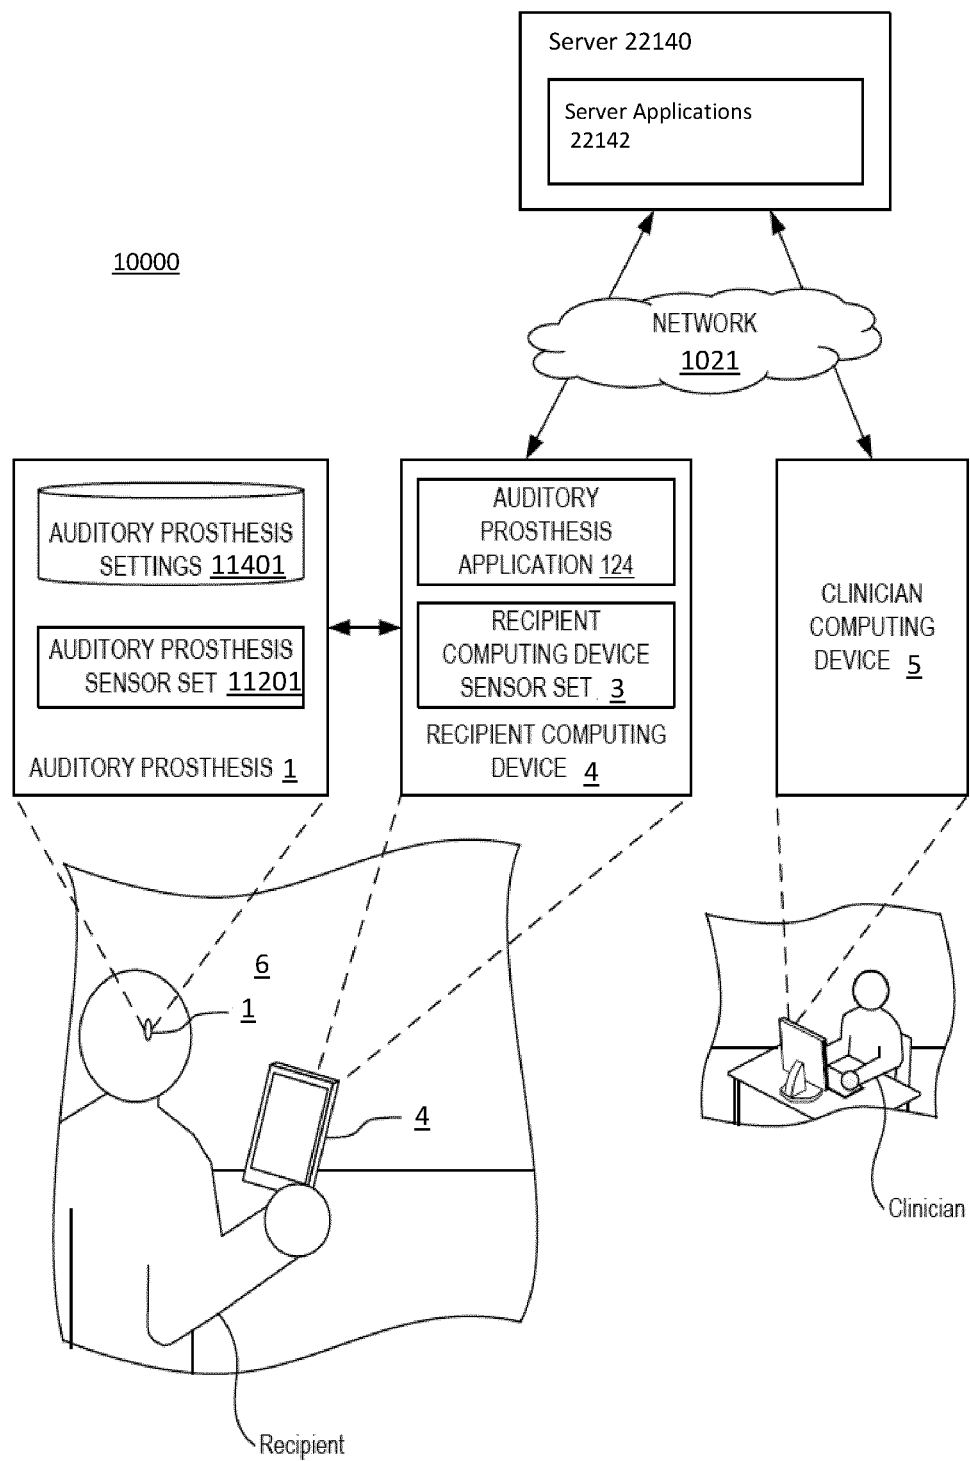 Server 22140
Server Applications
22142
10000
NETWORK
1021
AUDITORY PROSTHESIS
SETTINGS 11401
AUDITORY PROSTHESIS
SENSOR SET 11201
AUDITORY PROSTHESIS 1
AUDITORY
PROSTHESIS
APPLICATION 124
RECIPIENT
COMPUTING DEVICE
SENSOR SET . 3
RECIPIENT COMPUTING
DEVICE 4
CLINICIAN
COMPUTING
DEVICE 5
6
1
4
Clinician
Recipient